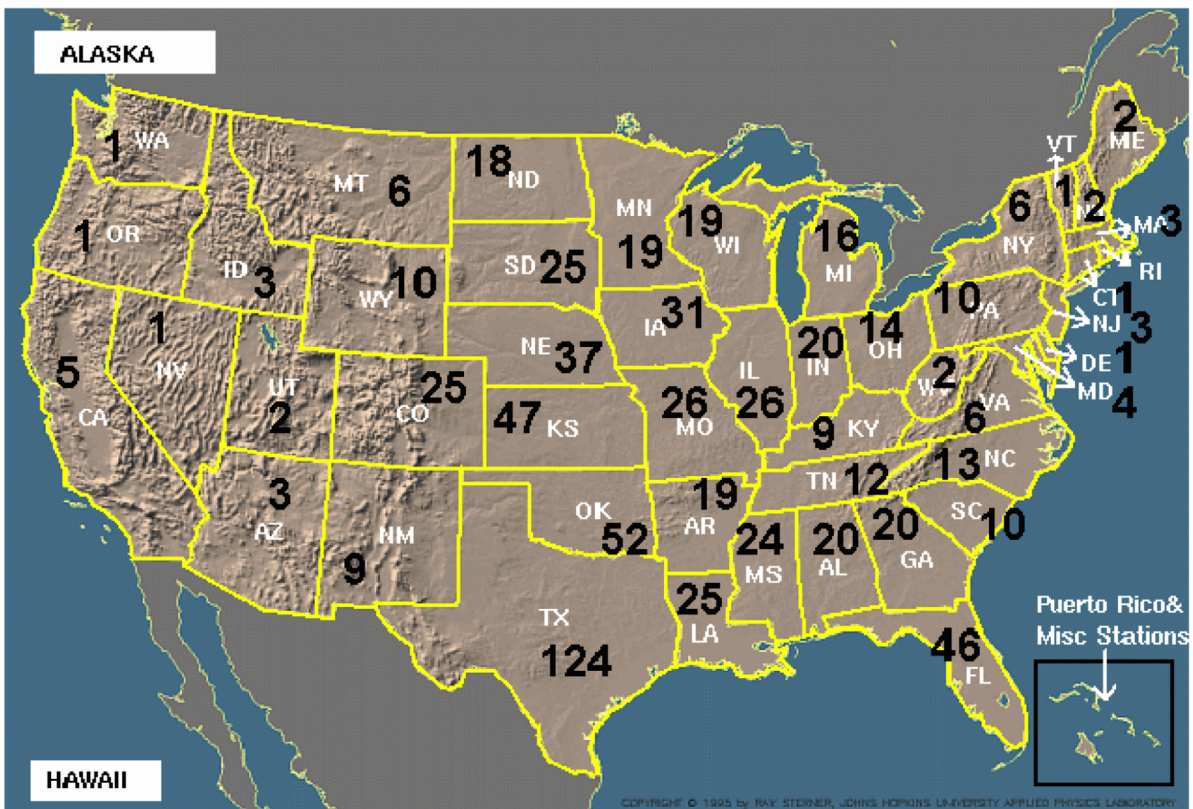 ALASKA
1 WA
MT 6
18 ND
MN
19
19 WI
16
MI
VT
2
ME
1
2
6
NY
MA 3
RI
1 OR
ID 3
10
WY
SD 25
31
IA
10
PA
CT 1
NJ 3
DE 1
MD 4
1
NV
5
CA
UT
2
25
CO
NE 37
47 KS
26
MO
IL
26
20
IN
14
OH
2
WV
VA
6
9 KY
13 NC
TN 12
3
AZ
NM
9
OK
52
19
AR
24
MS
20
AL
20
GA
SC 10
25
LA
TX
124
46
FL
Puerto Rico&
Misc Stations
HAWAII
COPYRIGHT © 1995 by RAY STERNER, JOHNS HOPKINS UNIVERSITY APPLIED PHYSICS LABORATORY